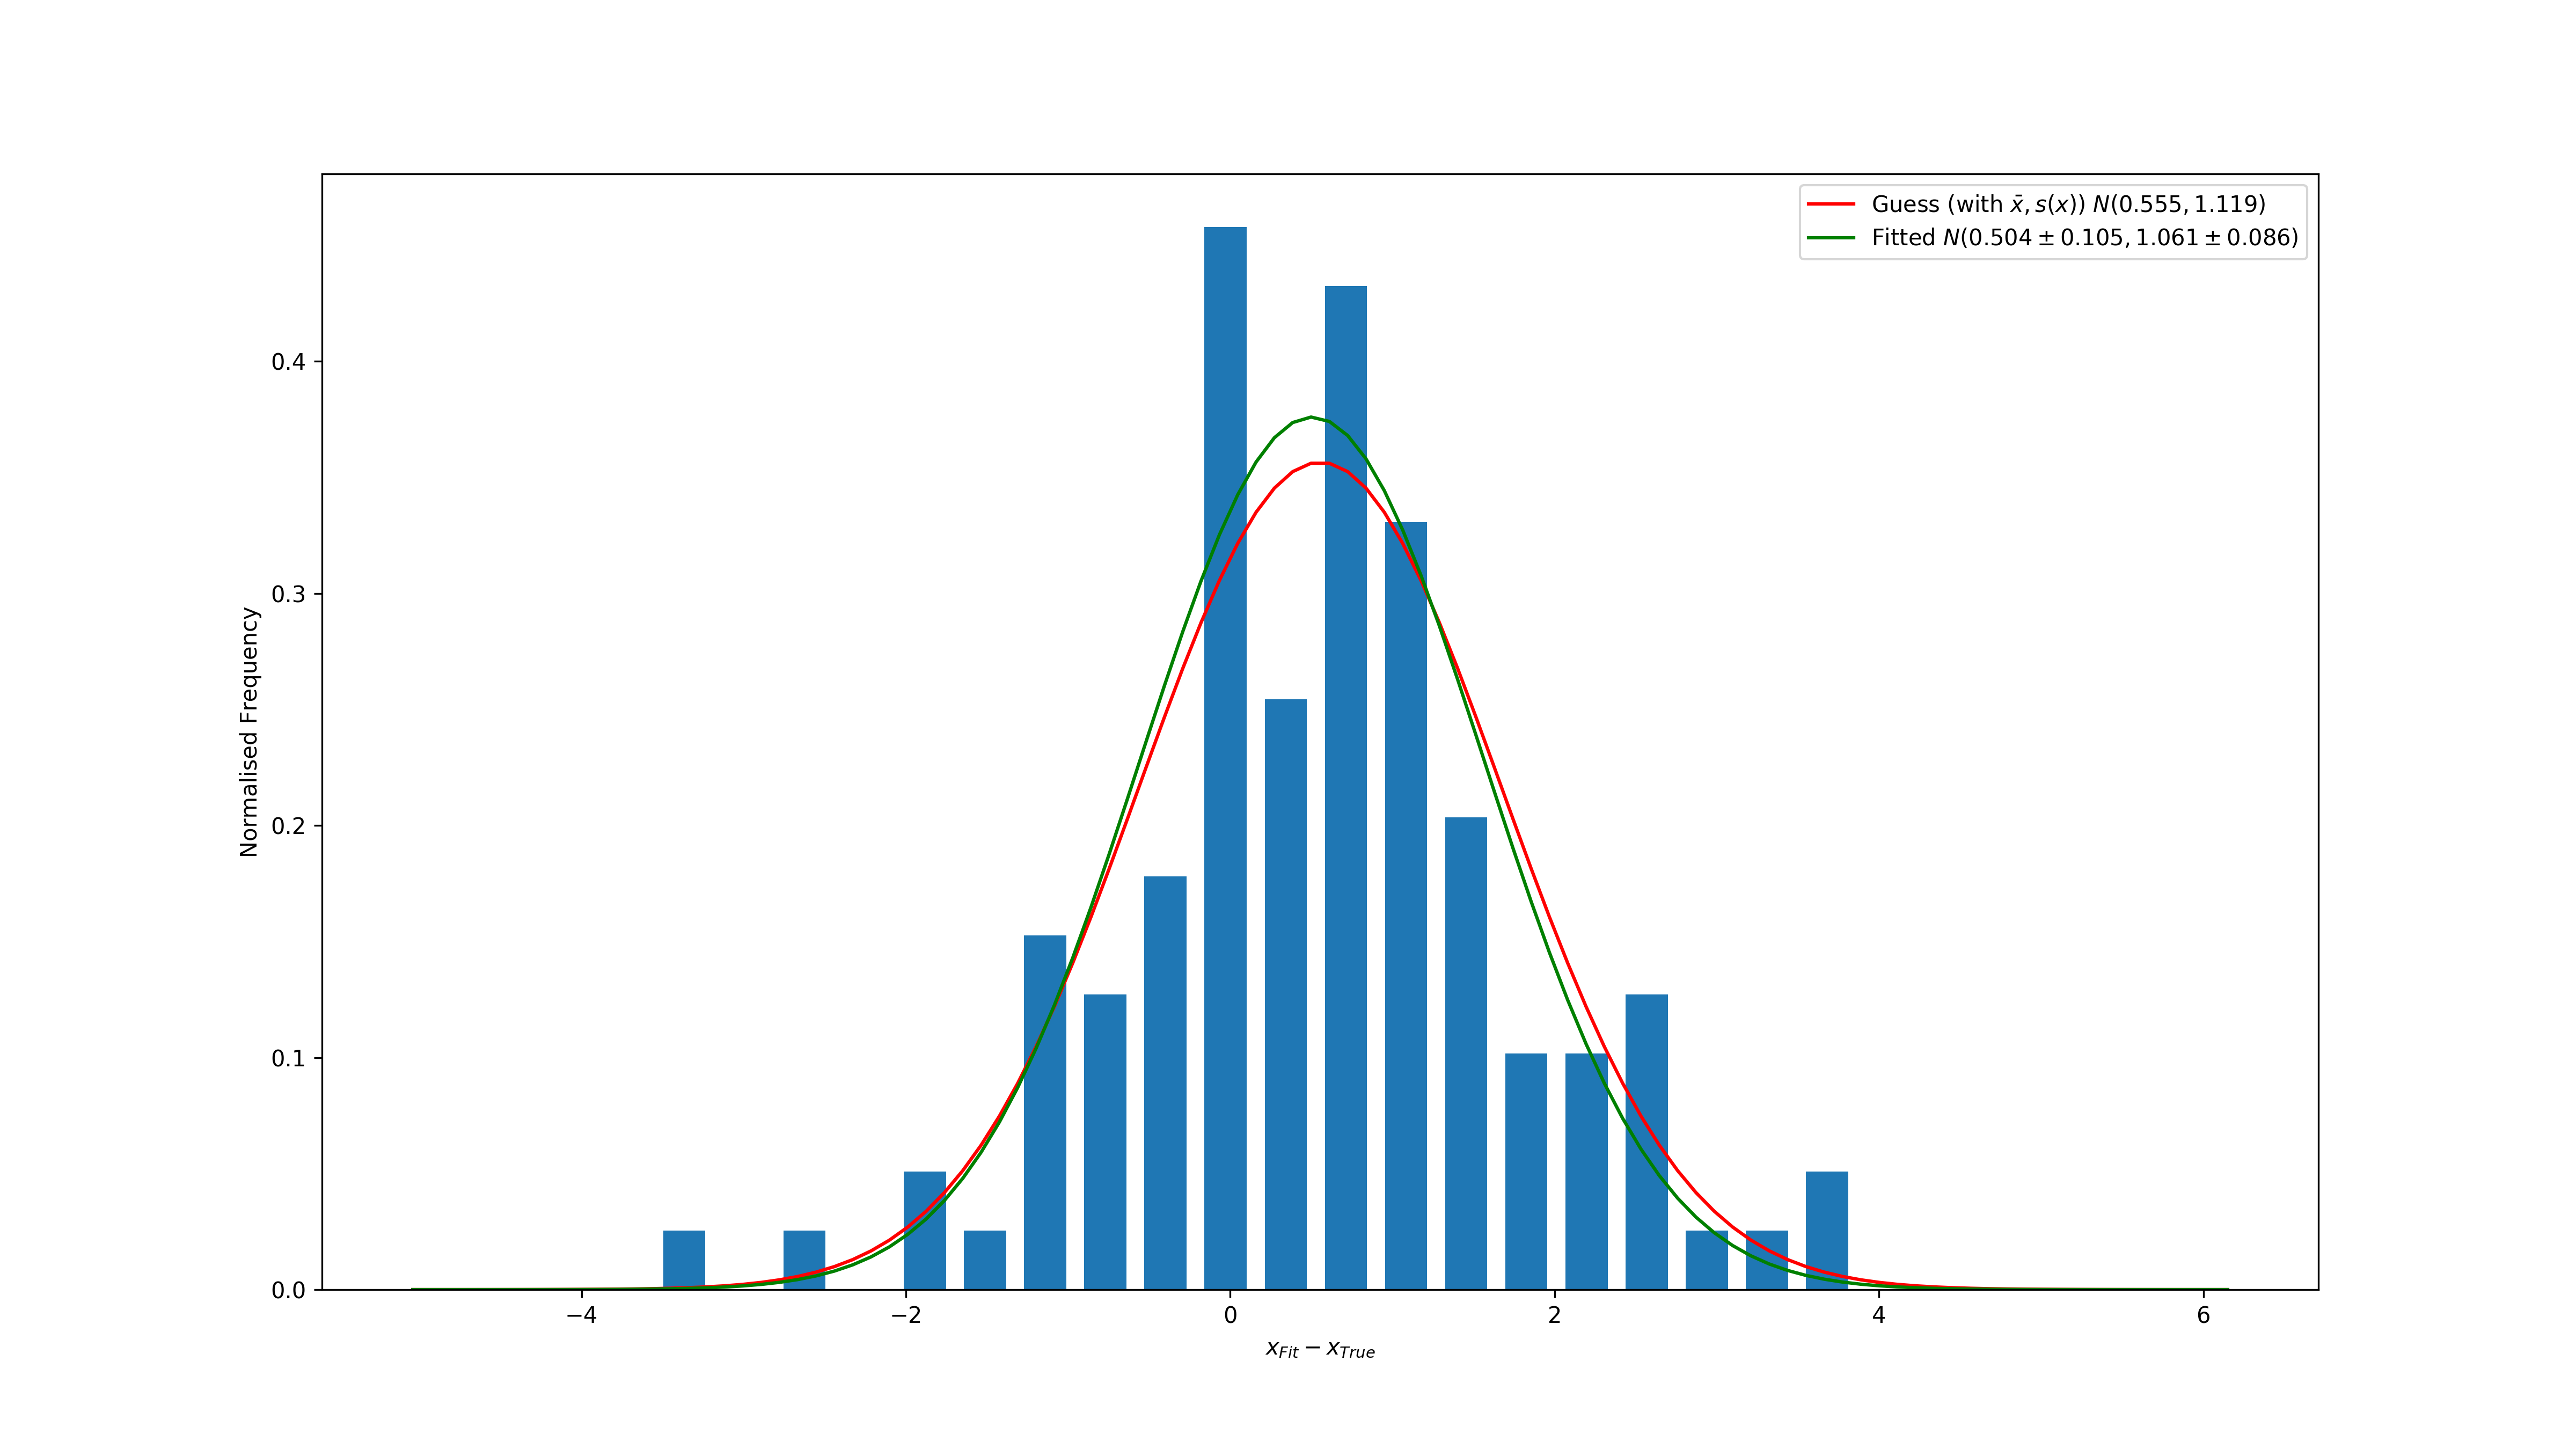 Guess (with x̄, s(x)) N(0.555, 1.119)
Fitted N(0.504 ± 0.105, 1.061 ± 0.086)
0.4
0.3
0.2
0.1
0.0
Normalised Frequency
−4 −2 0 2 4 6
x_Fit − x_True